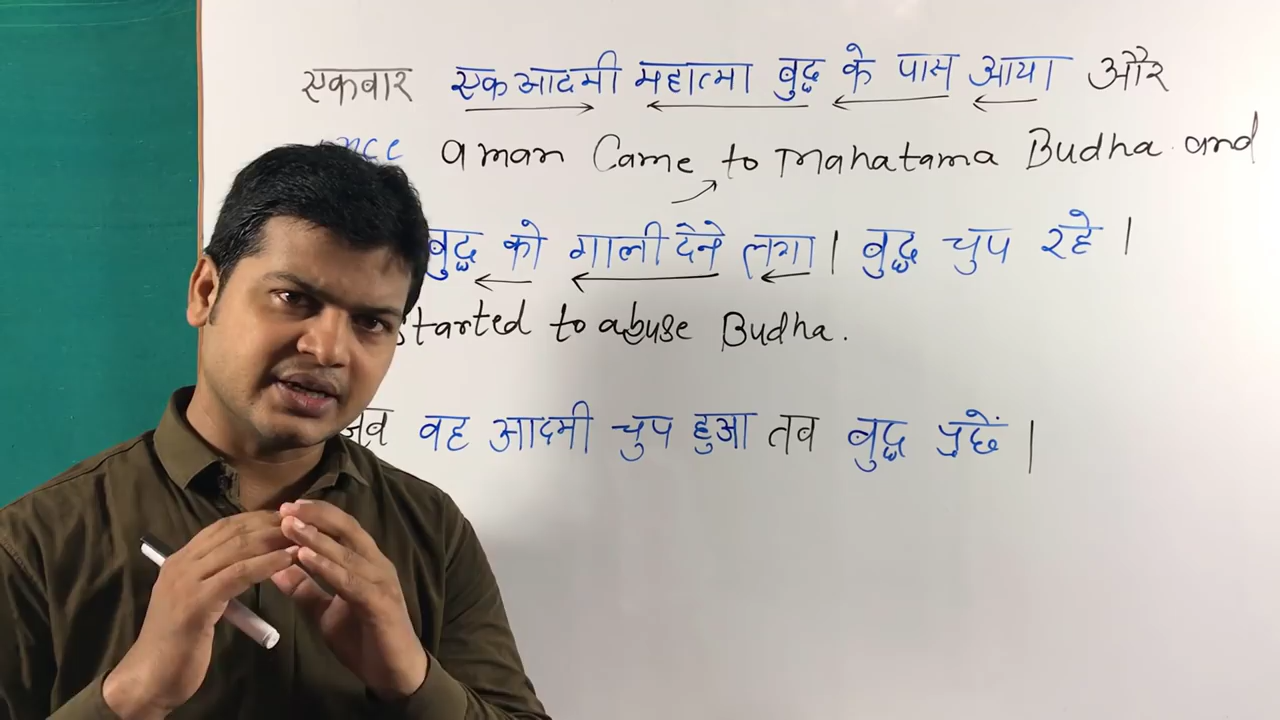 एकबार एक आदमी महात्मा बुद्ध के पास आया और
a man Came to Mahatama Budha. and
बुद्ध को गाली देने लगा। बुद्ध चुप रहे।
Started to abuse Budha.
जब वह आदमी चुप हुआ तब बुद्ध पुछें।